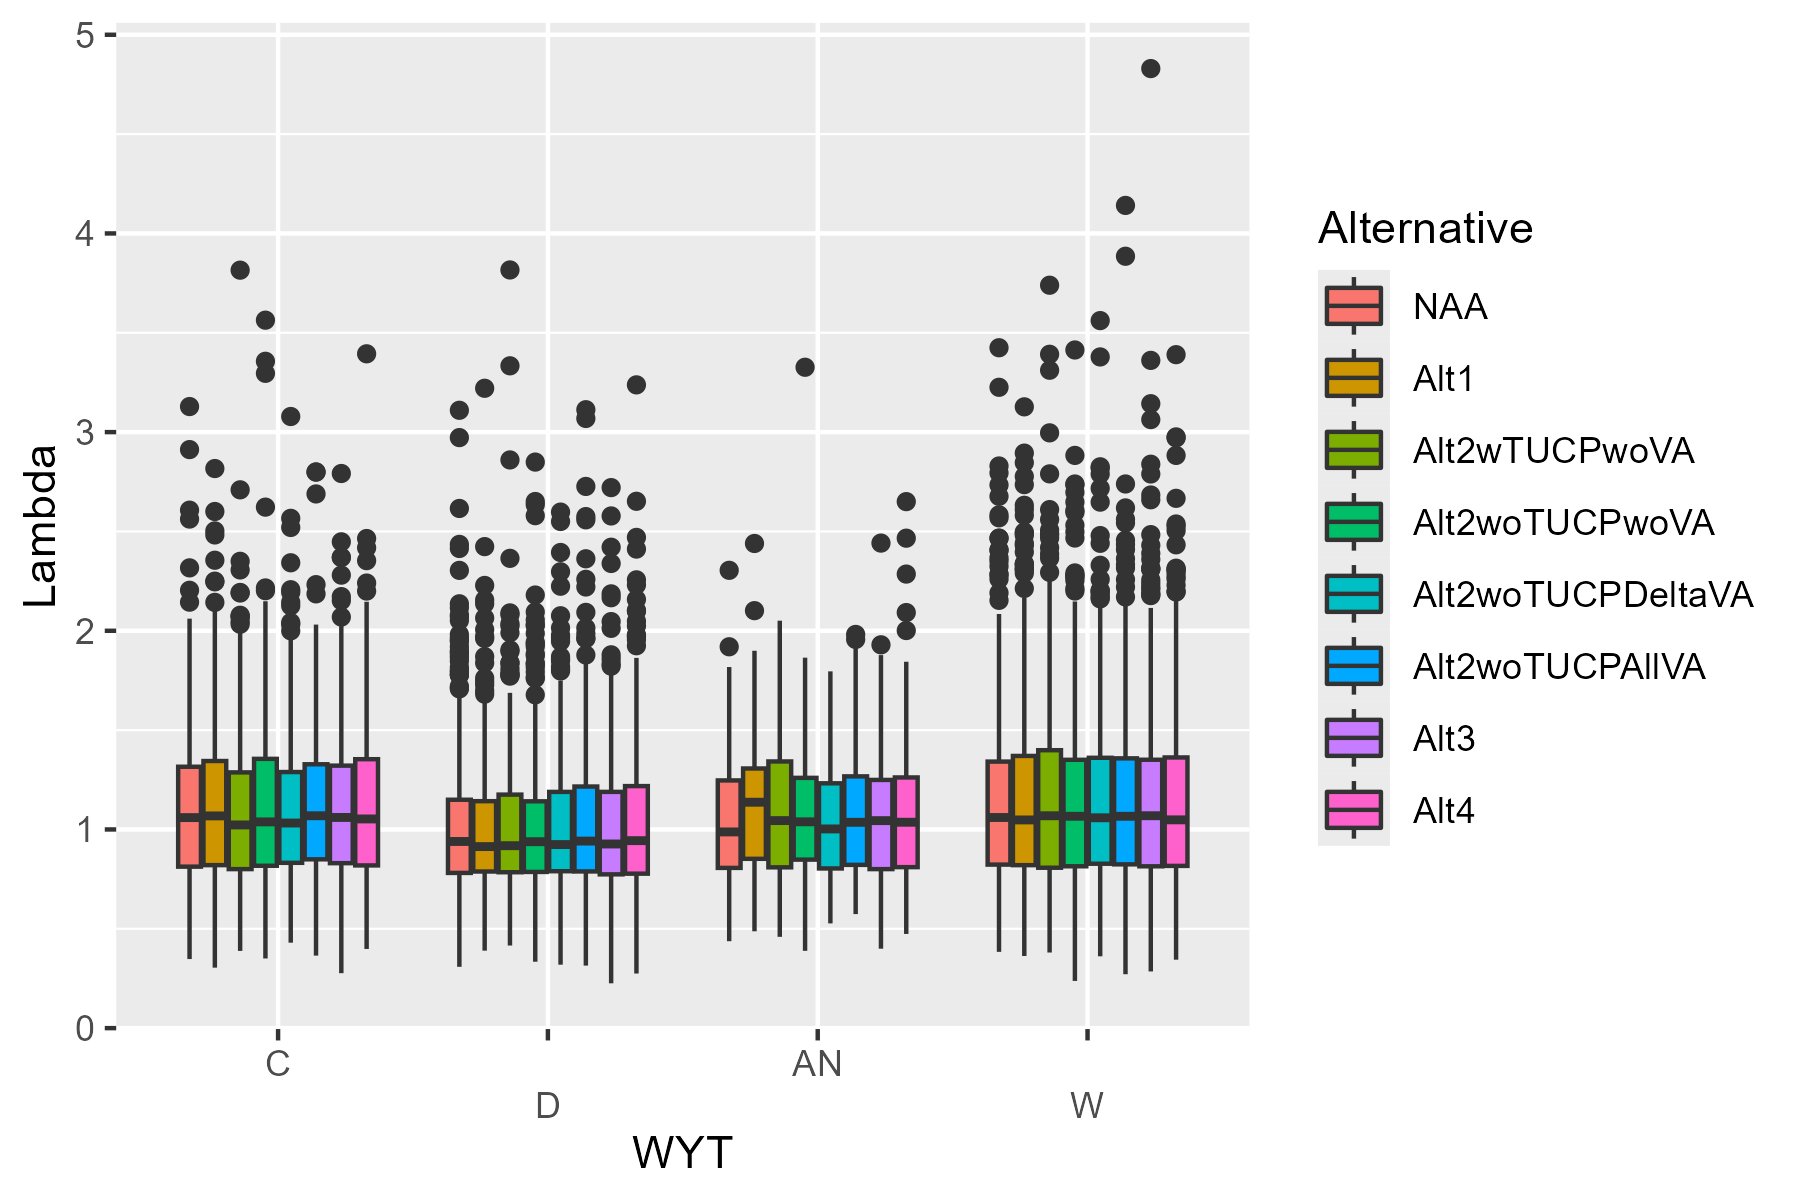 5
4
3
2
1
0
Lambda
C
AN
D
W
WYT
Alternative
NAA
Alt1
Alt2wTUCPwoVA
Alt2woTUCPwoVA
Alt2woTUCPDeltaVA
Alt2woTUCPAllVA
Alt3
Alt4